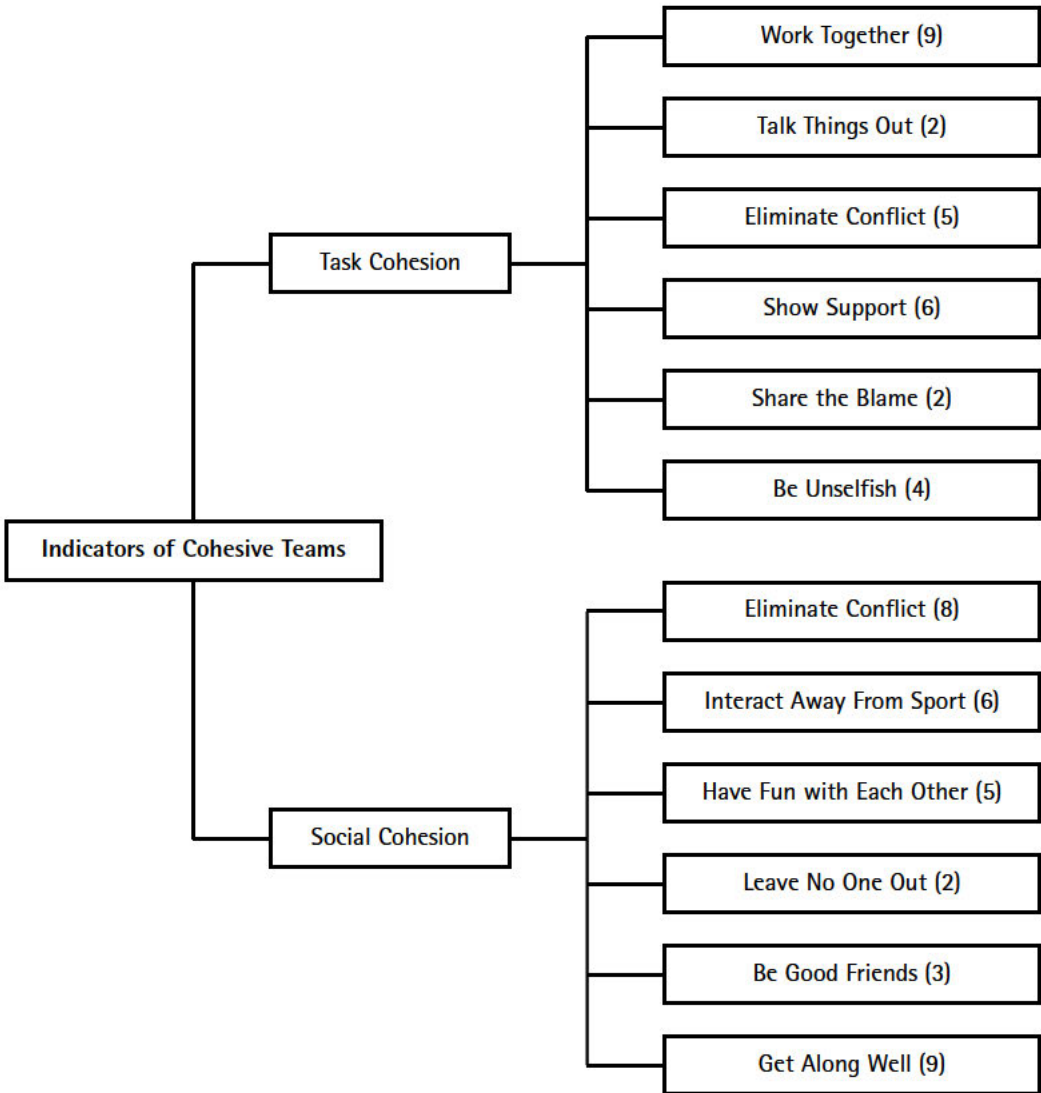 Work Together (9)
Talk Things Out (2)
Eliminate Conflict (5)
Task Cohesion
Show Support (6)
Share the Blame (2)
Be Unselfish (4)
Indicators of Cohesive Teams
Eliminate Conflict (8)
Interact Away From Sport (6)
Have Fun with Each Other (5)
Social Cohesion
Leave No One Out (2)
Be Good Friends (3)
Get Along Well (9)